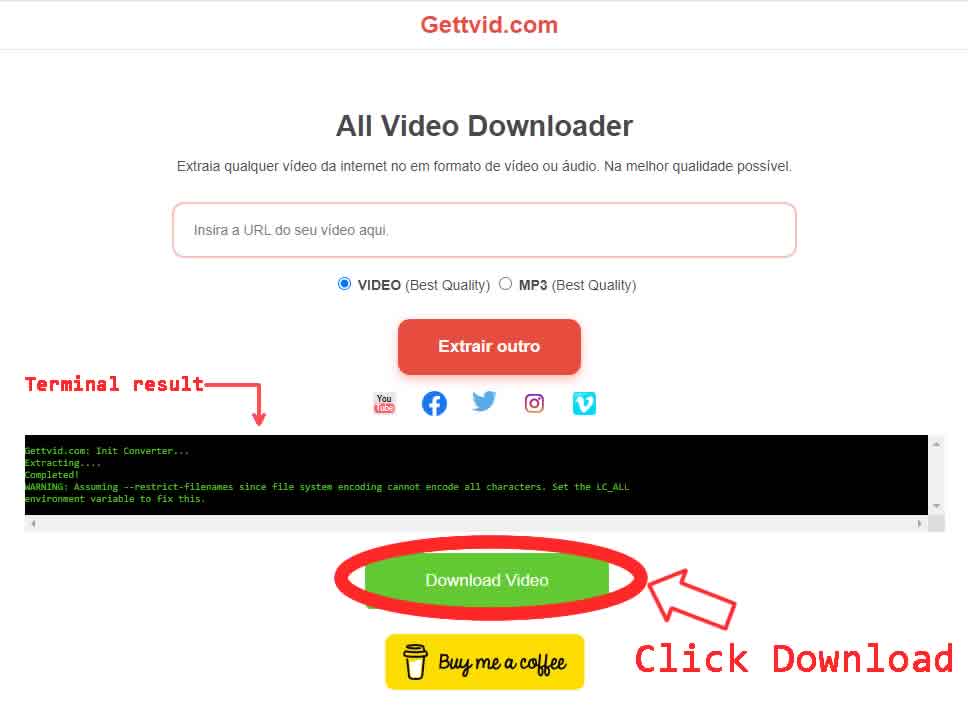 Gettvid.com
All Video Downloader
Extraia qualquer vídeo da internet no em formato de vídeo ou áudio. Na melhor qualidade possível.
Insira a URL do seu vídeo aqui.
VIDEO (Best Quality) MP3 (Best Quality)
Extrair outro
Terminal result
You Tube
Gettvid.com: Init Converter...
Extracting....
Completed!
WARNING: Assuming --restrict-filenames since file system encoding cannot encode all characters. Set the LC_ALL
environment variable to fix this.
Download Video
Buy me a coffee
Click Download